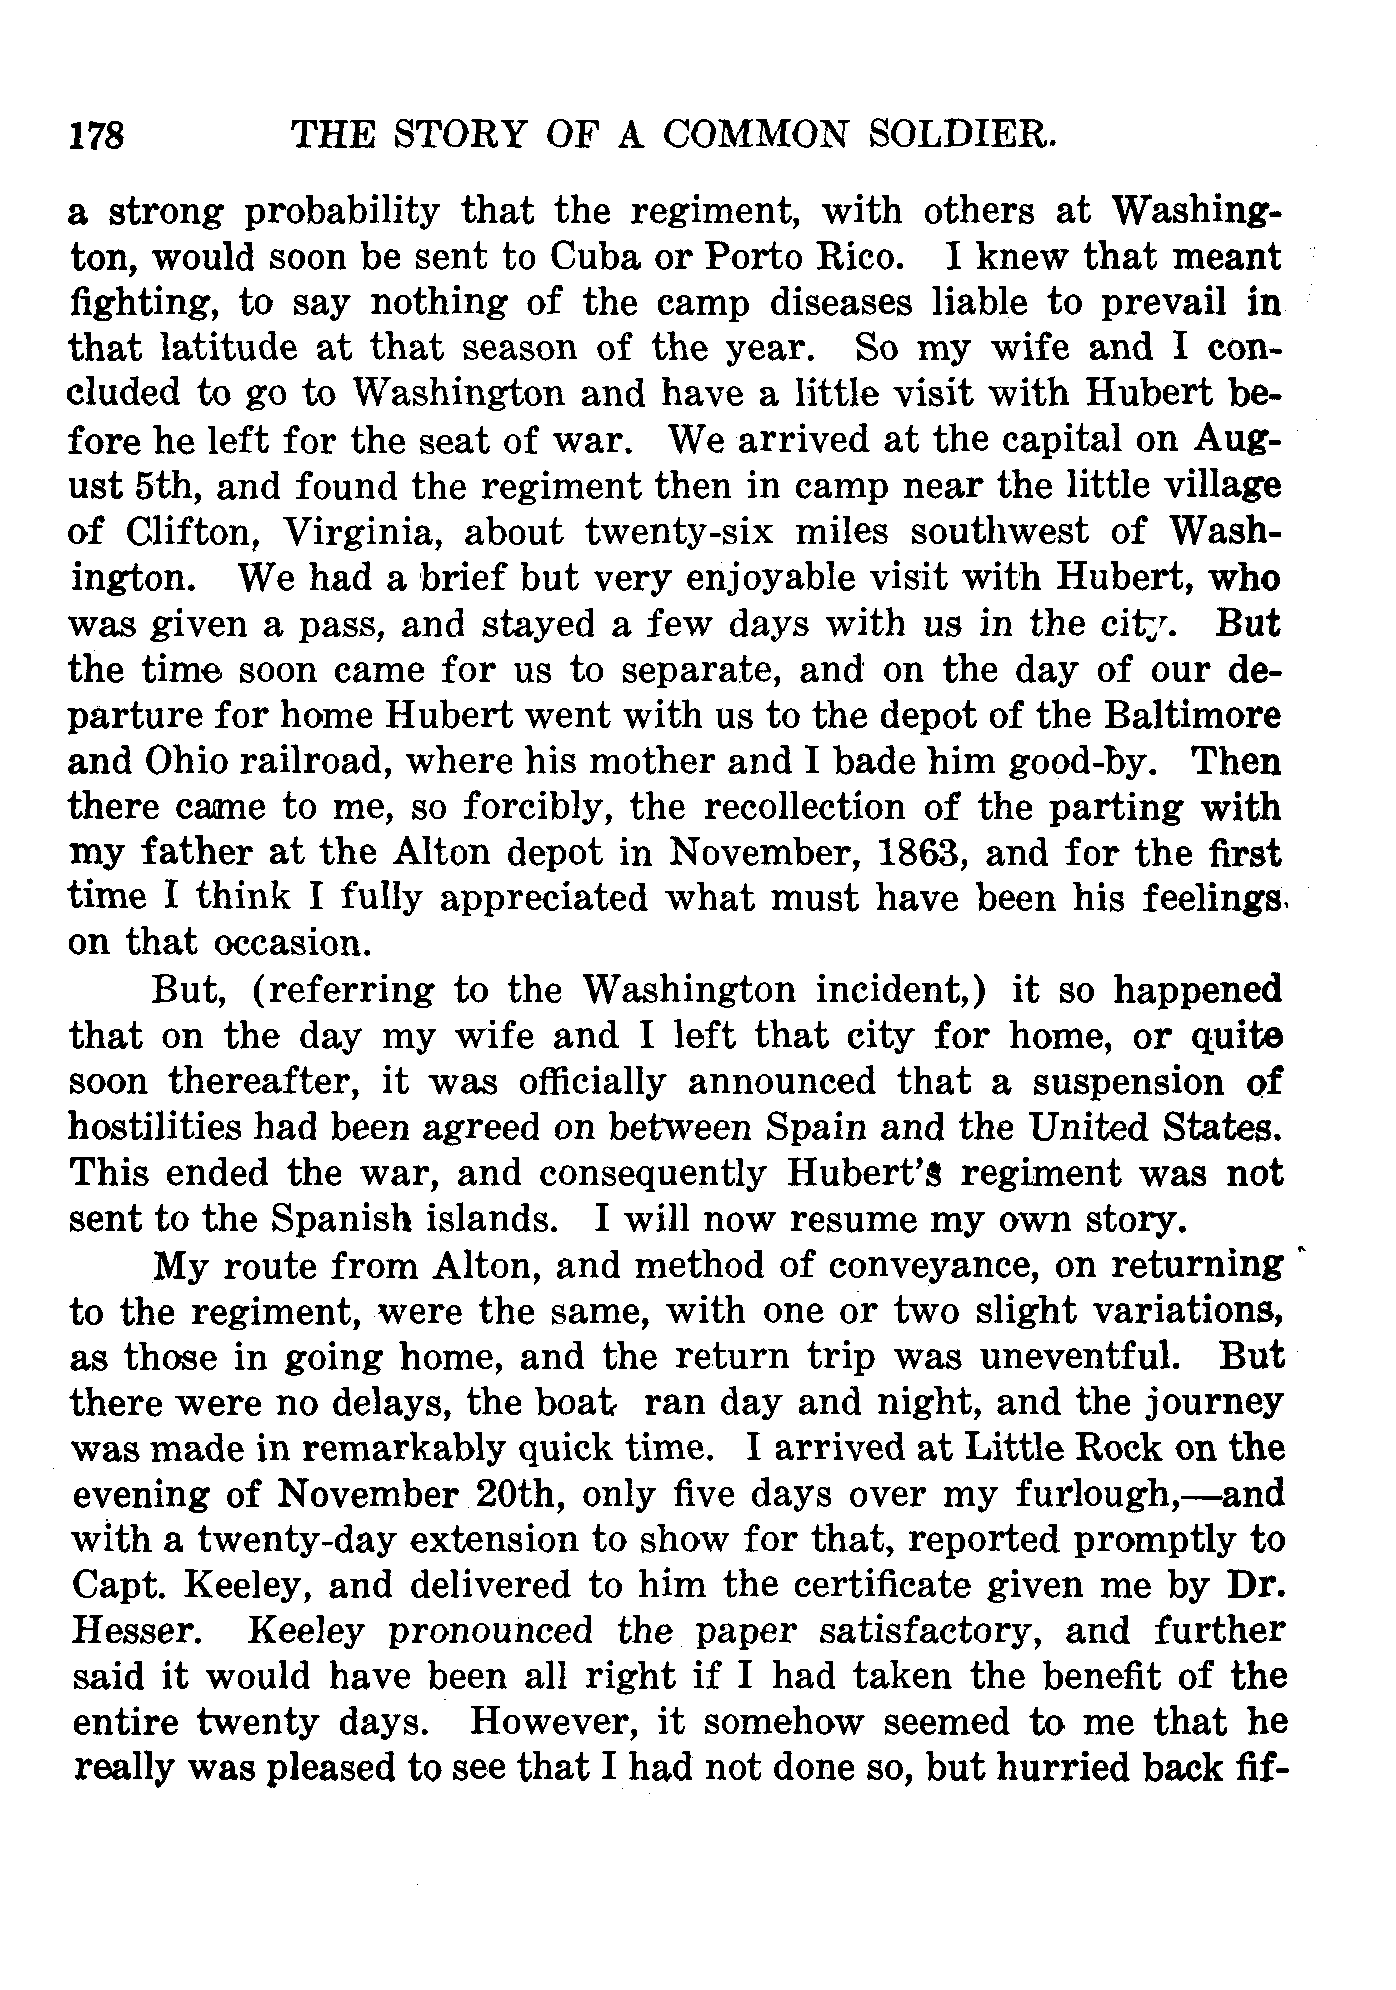 178 THE STORY OF A COMMON SOLDIER.
a strong probability that the regiment, with others at Washing-
ton, would soon be sent to Cuba or Porto Rico. I knew that meant
fighting, to say nothing of the camp diseases liable to prevail in
that latitude at that season of the year. So my wife and I con-
cluded to go to Washington and have a little visit with Hubert be-
fore he left for the seat of war. We arrived at the capital on Aug-
ust 5th, and found the regiment then in camp near the little village
of Clifton, Virginia, about twenty-six miles southwest of Wash-
ington. We had a brief but very enjoyable visit with Hubert, who
was given a pass, and stayed a few days with us in the city. But
the time soon came for us to separate, and on the day of our de-
parture for home Hubert went with us to the depot of the Baltimore
and Ohio railroad, where his mother and I bade him good-by. Then
there came to me, so forcibly, the recollection of the parting with
my father at the Alton depot in November, 1863, and for the first
time I think I fully appreciated what must have been his feelings
on that occasion.
But, (referring to the Washington incident,) it so happened
that on the day my wife and I left that city for home, or quite
soon thereafter, it was officially announced that a suspension of
hostilities had been agreed on between Spain and the United States.
This ended the war, and consequently Hubert's regiment was not
sent to the Spanish islands. I will now resume my own story.
My route from Alton, and method of conveyance, on returning
to the regiment, were the same, with one or two slight variations,
as those in going home, and the return trip was uneventful. But
there were no delays, the boat ran day and night, and the journey
was made in remarkably quick time. I arrived at Little Rock on the
evening of November 20th, only five days over my furlough,—and
with a twenty-day extension to show for that, reported promptly to
Capt. Keeley, and delivered to him the certificate given me by Dr.
Hesser. Keeley pronounced the paper satisfactory, and further
said it would have been all right if I had taken the benefit of the
entire twenty days. However, it somehow seemed to me that he
really was pleased to see that I had not done so, but hurried back fif-